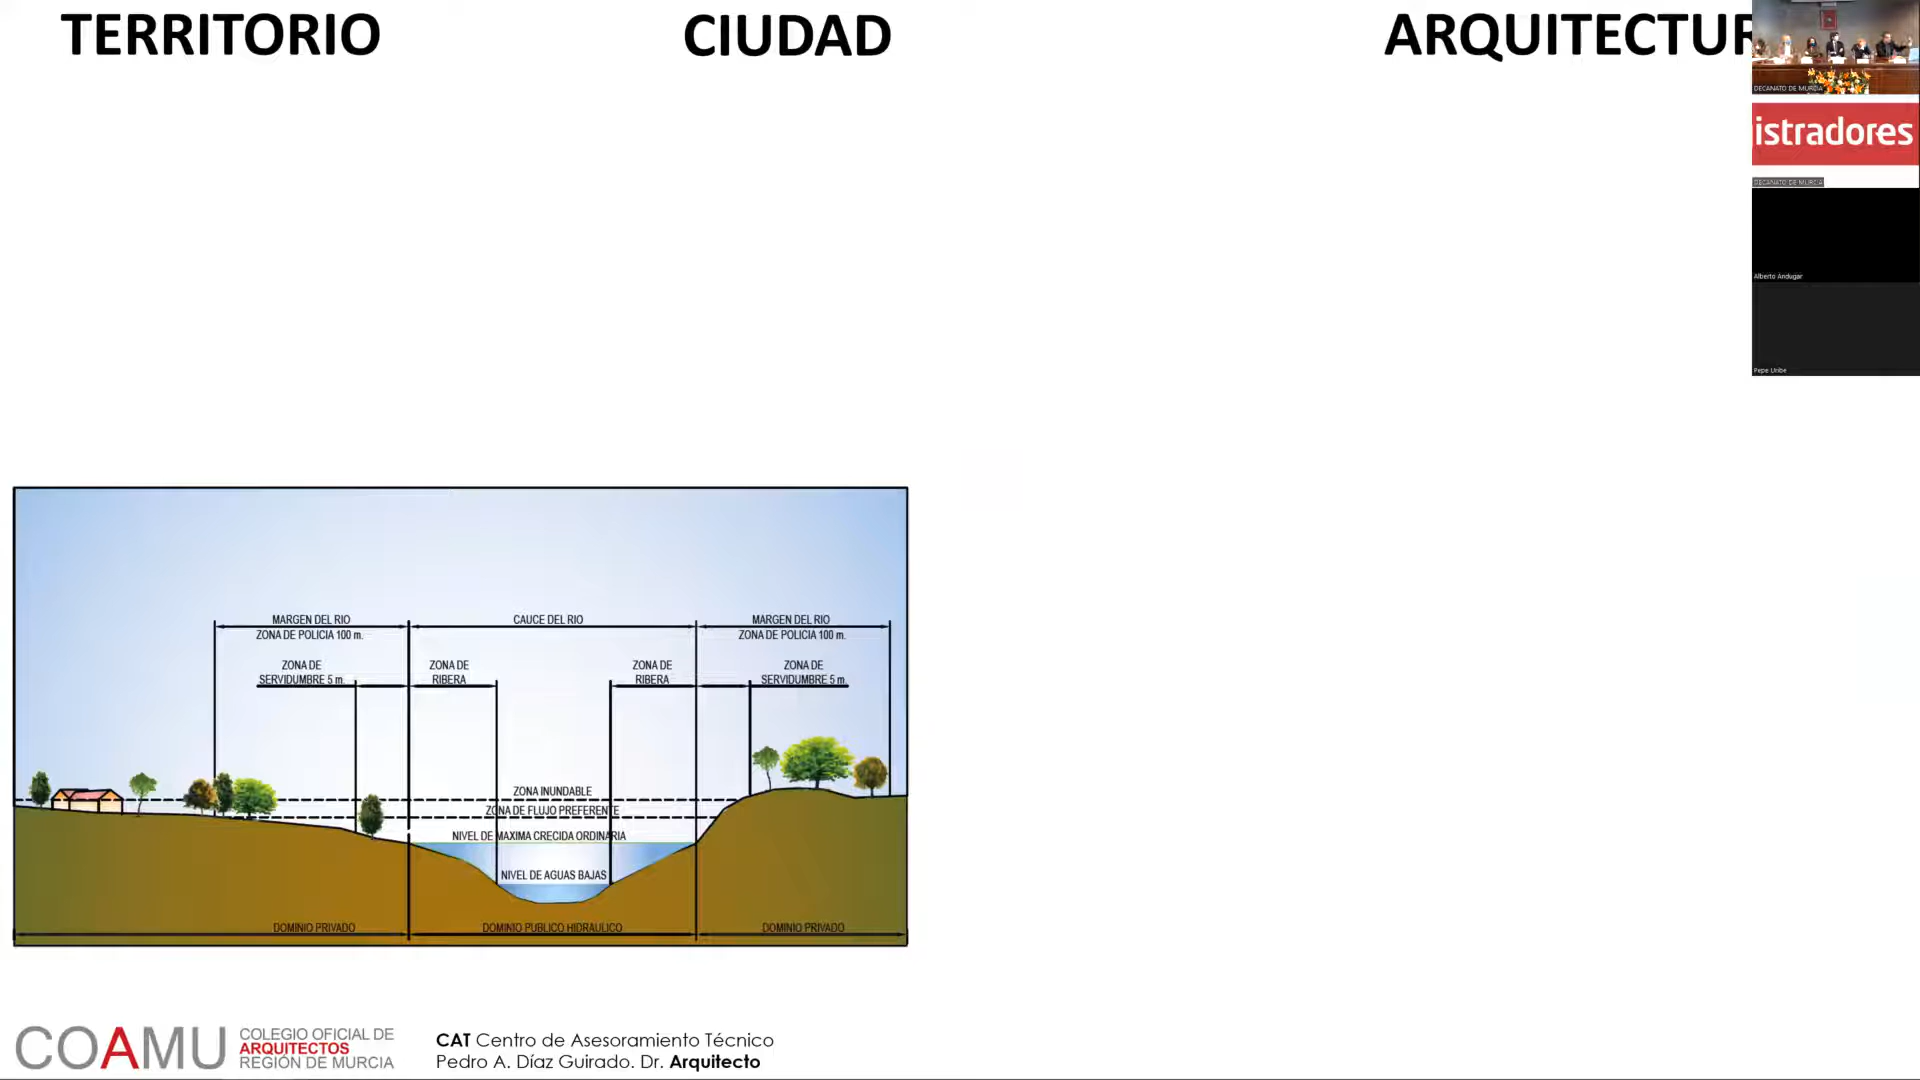 TERRITORIO
CIUDAD
ARQUITECTUR
DECANATO DE MURCIA
istradores
DECANATO DE MURCIA
Alberto Andugar
Pepe Uribe
MARGEN DEL RIO
CAUCE DEL RIO
MARGEN DEL RIO
ZONA DE POLICIA 100 m.
ZONA DE POLICIA 100 m.
ZONA DE
SERVIDUMBRE 5 m.
ZONA DE
RIBERA
ZONA DE
RIBERA
ZONA DE
SERVIDUMBRE 5 m.
ZONA INUNDABLE
ZONA DE FLUJO PREFERENTE
NIVEL DE MAXIMA CRECIDA ORDINARIA
NIVEL DE AGUAS BAJAS
DOMINIO PRIVADO
DOMINIO PUBLICO HIDRAULICO
DOMINIO PRIVADO
COAMU
COLEGIO OFICIAL DE
ARQUITECTOS
REGIÓN DE MURCIA
CAT Centro de Asesoramiento Técnico
Pedro A. Díaz Guirado. Dr. Arquitecto